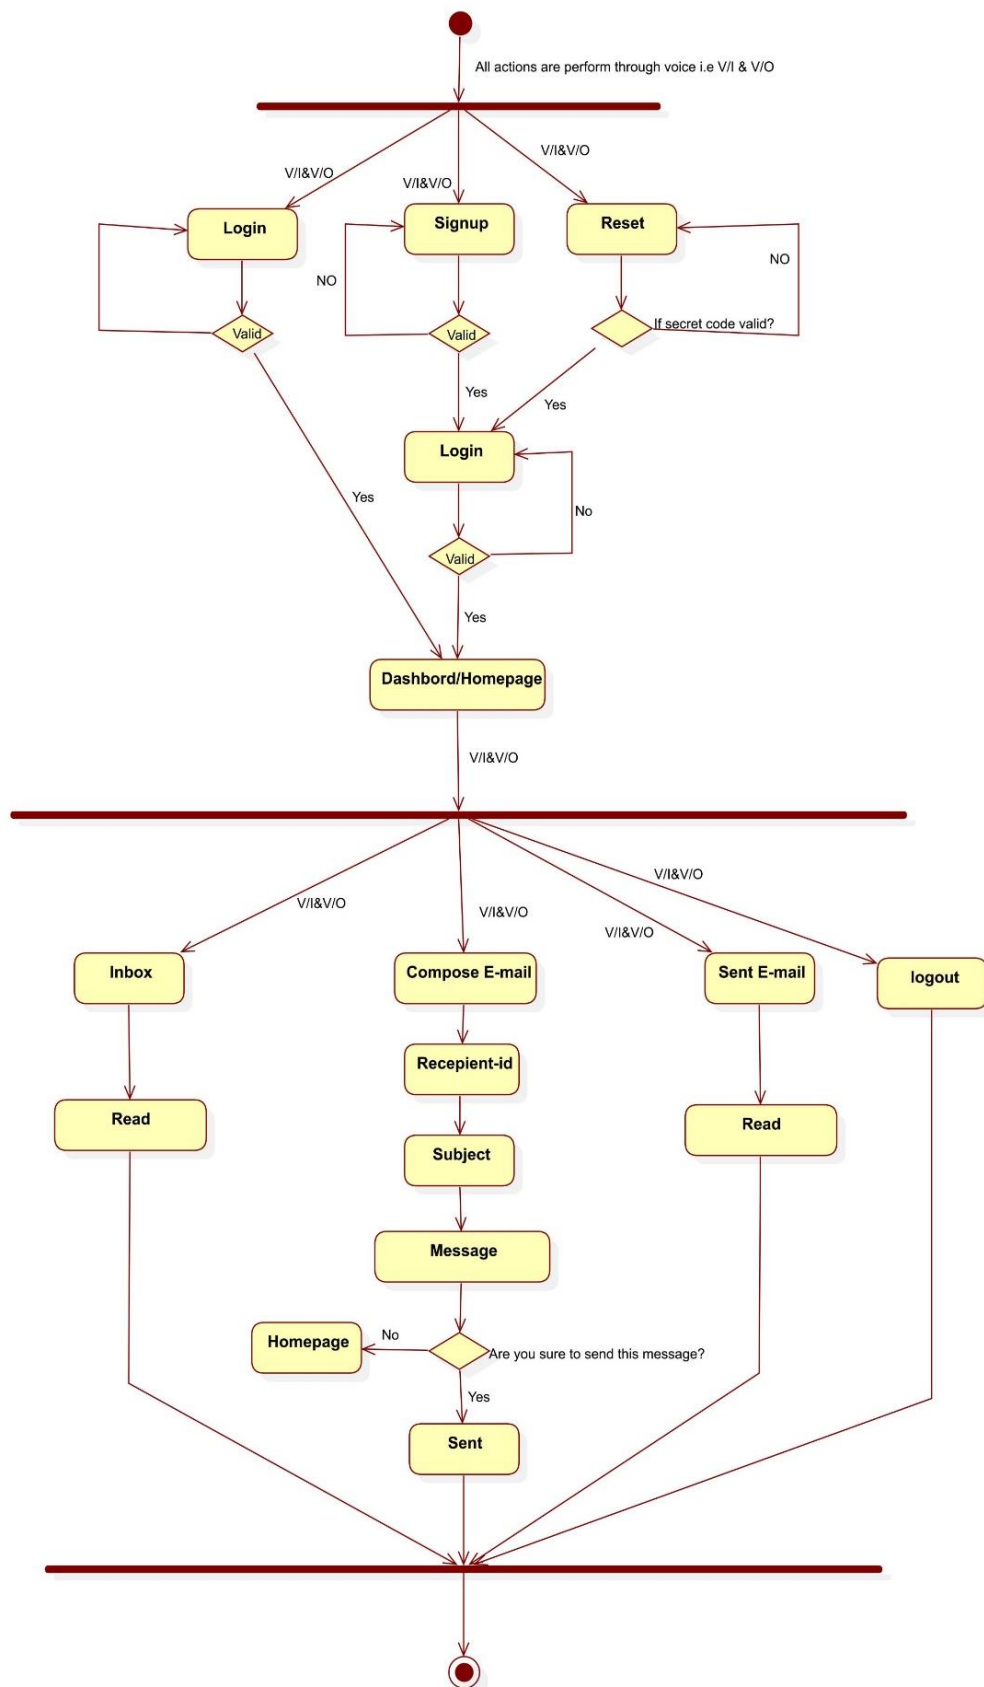 All actions are perform through voice i.e V/I & V/O
V/I&V/O
V/I&V/O
V/I&V/O
Login
Signup
Reset
NO
NO
Valid
Valid
If secret code valid?
Yes
Yes
Login
Yes
No
Valid
Yes
Dashbord/Homepage
V/I&V/O
V/I&V/O
V/I&V/O
V/I&V/O
V/I&V/O
Inbox
Compose E-mail
Sent E-mail
logout
Recepient-id
Read
Read
Subject
Message
Homepage
No
Are you sure to send this message?
Yes
Sent